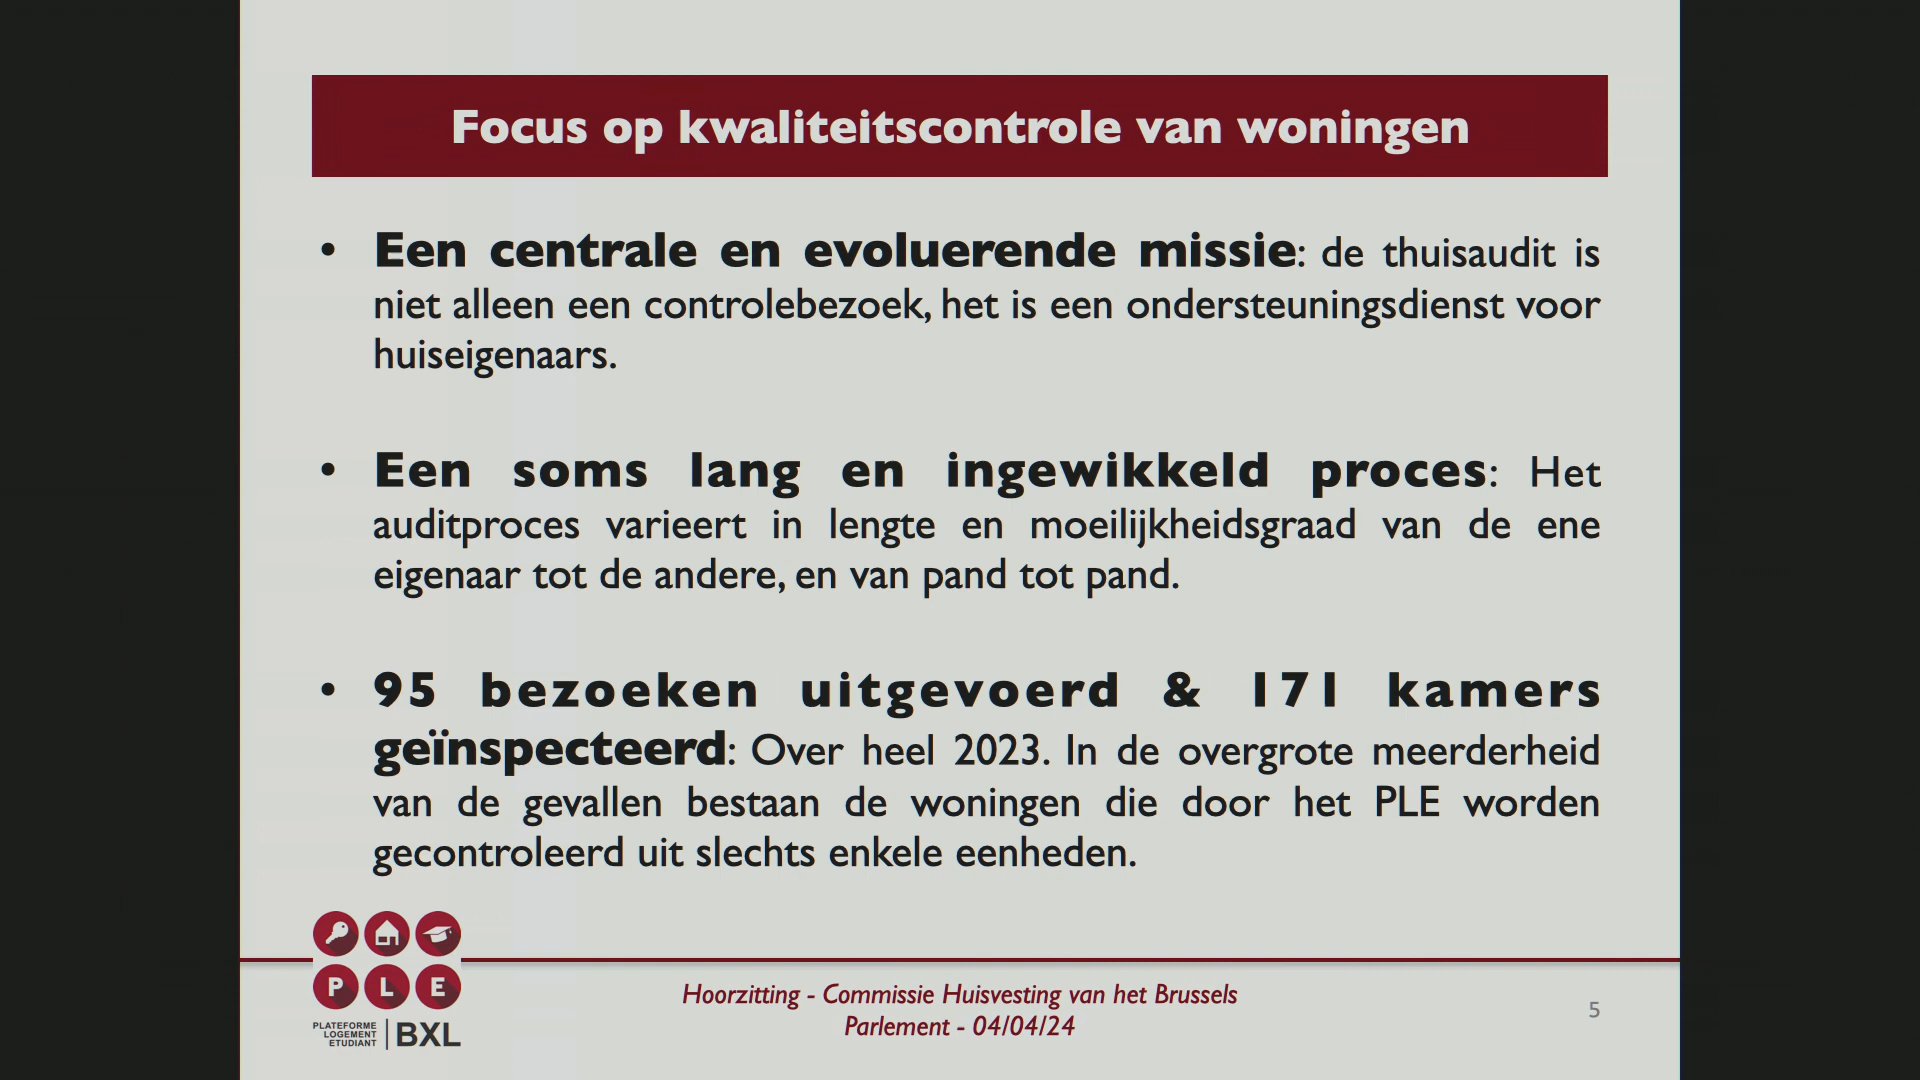 Focus op kwaliteitscontrole van woningen
• Een centrale en evoluerende missie: de thuisaudit is
niet alleen een controlebezoek, het is een ondersteuningsdienst voor
huiseigenaars.
• Een soms lang en ingewikkeld proces: Het
auditproces varieert in lengte en moeilijkheidsgraad van de ene
eigenaar tot de andere, en van pand tot pand.
• 95 bezoeken uitgevoerd & 171 kamers
geïnspecteerd: Over heel 2023. In de overgrote meerderheid
van de gevallen bestaan de woningen die door het PLE worden
gecontroleerd uit slechts enkele eenheden.
P L E
PLATEFORME
LOGEMENT
ETUDIANT
BXL
Hoorzitting - Commissie Huisvesting van het Brussels
Parlement - 04/04/24
5